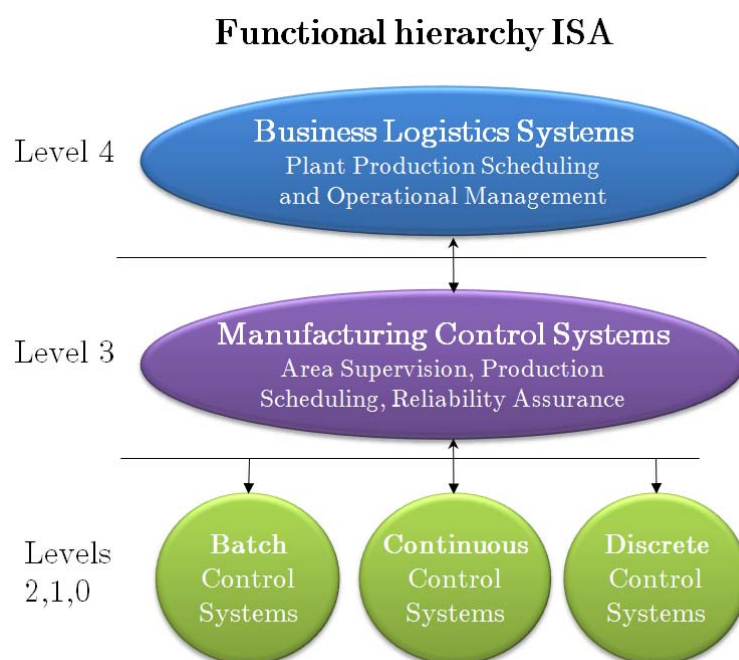 Functional hierarchy ISA
Level 4
Business Logistics Systems
Plant Production Scheduling
and Operational Management
Level 3
Manufacturing Control Systems
Area Supervision, Production
Scheduling, Reliability Assurance
Levels
2,1,0
Batch
Control
Systems
Continuous
Control
Systems
Discrete
Control
Systems